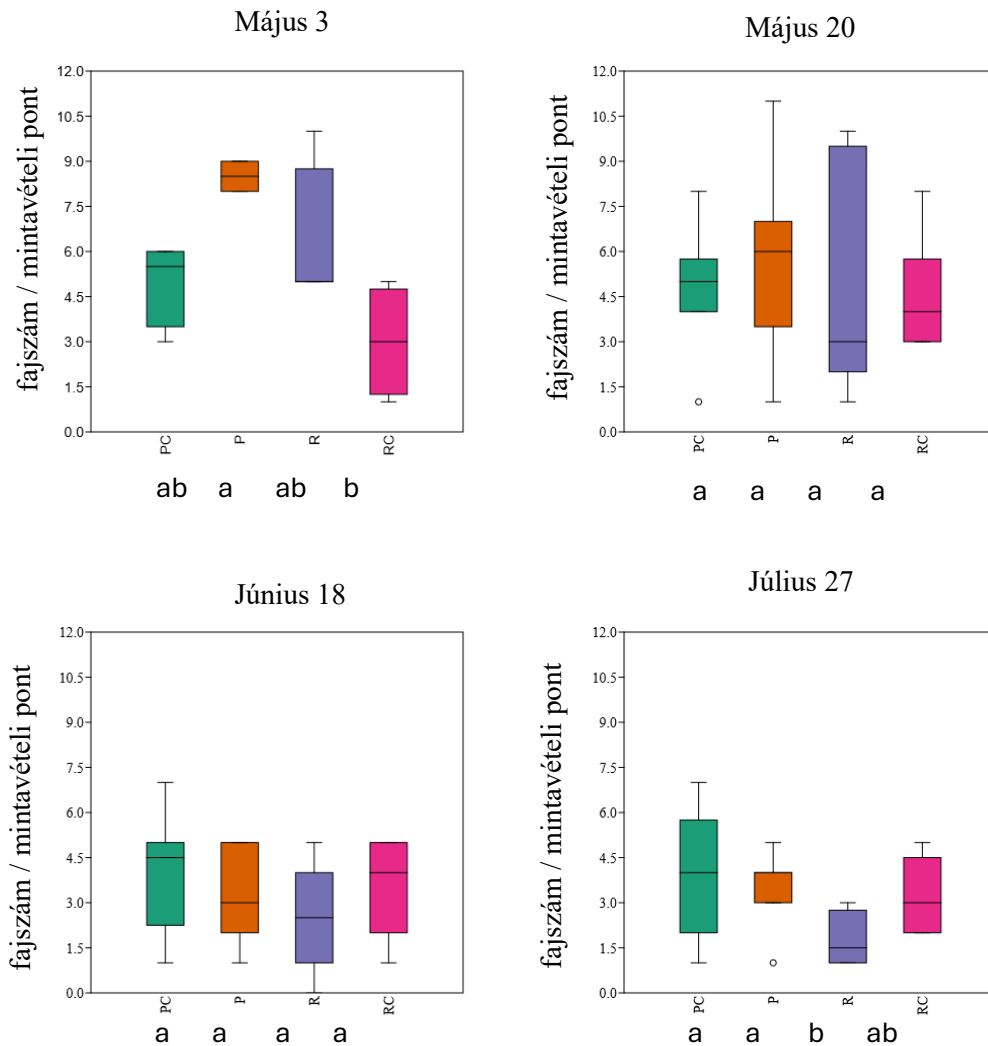 Május 3
fajszám / mintavételi pont
12.0
10.5
9.0
7.5
6.0
4.5
3.0
1.5
0.0
PC P R RC
ab a ab b
Május 20
fajszám / mintavételi pont
12.0
10.5
9.0
7.5
6.0
4.5
3.0
1.5
0.0
PC P R RC
a a a a
Június 18
fajszám / mintavételi pont
12.0
10.5
9.0
7.5
6.0
4.5
3.0
1.5
0.0
PC P R RC
a a a a
Július 27
fajszám / mintavételi pont
12.0
10.5
9.0
7.5
6.0
4.5
3.0
1.5
0.0
PC P R RC
a a b ab